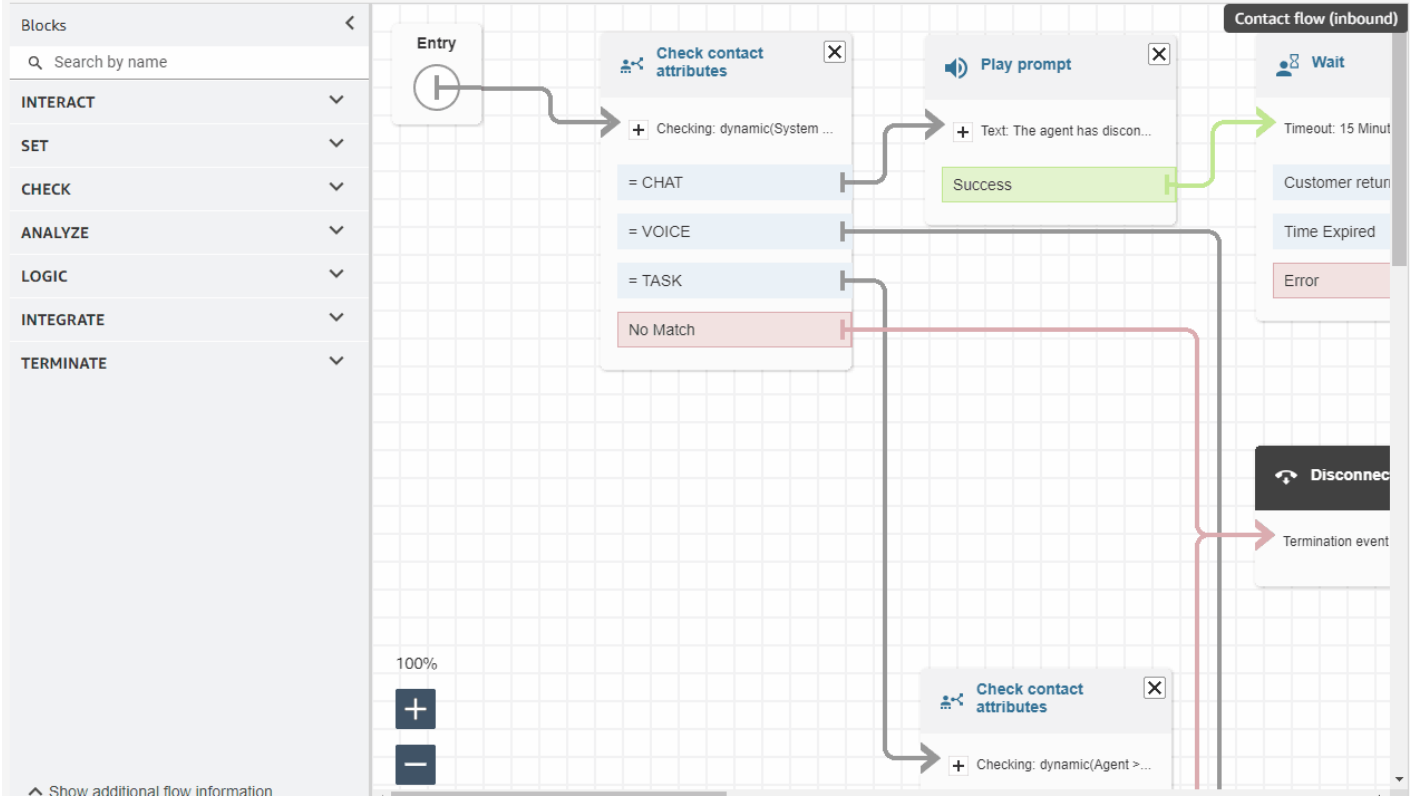 Blocks
Search by name
INTERACT
SET
CHECK
ANALYZE
LOGIC
INTEGRATE
TERMINATE
Show additional flow information
Contact flow (inbound)
Entry
Check contact
attributes
Checking: dynamic(System ...
= CHAT
= VOICE
= TASK
No Match
Play prompt
Text: The agent has discon...
Success
Wait
Timeout: 15 Minut
Customer return
Time Expired
Error
Disconnec
Termination event
Check contact
attributes
Checking: dynamic(Agent >...
100%